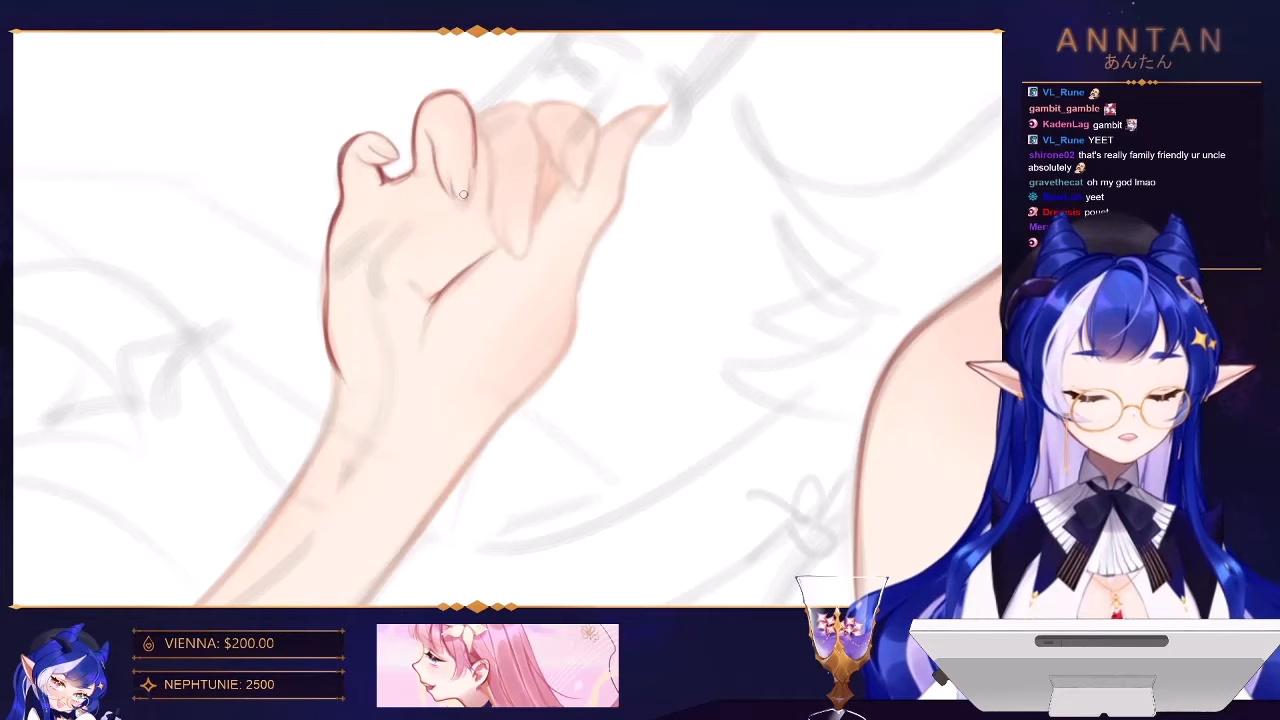 ANNTAN
あんたん
VL_Rune
gambit_gamble
KadenLag gambit
VL_Rune YEET
shirone02 that's really family friendly ur uncle
absolutely
gravethecat oh my god lmao
yeet
pout
VIENNA: $200.00
NEPHTUNIE: 2500